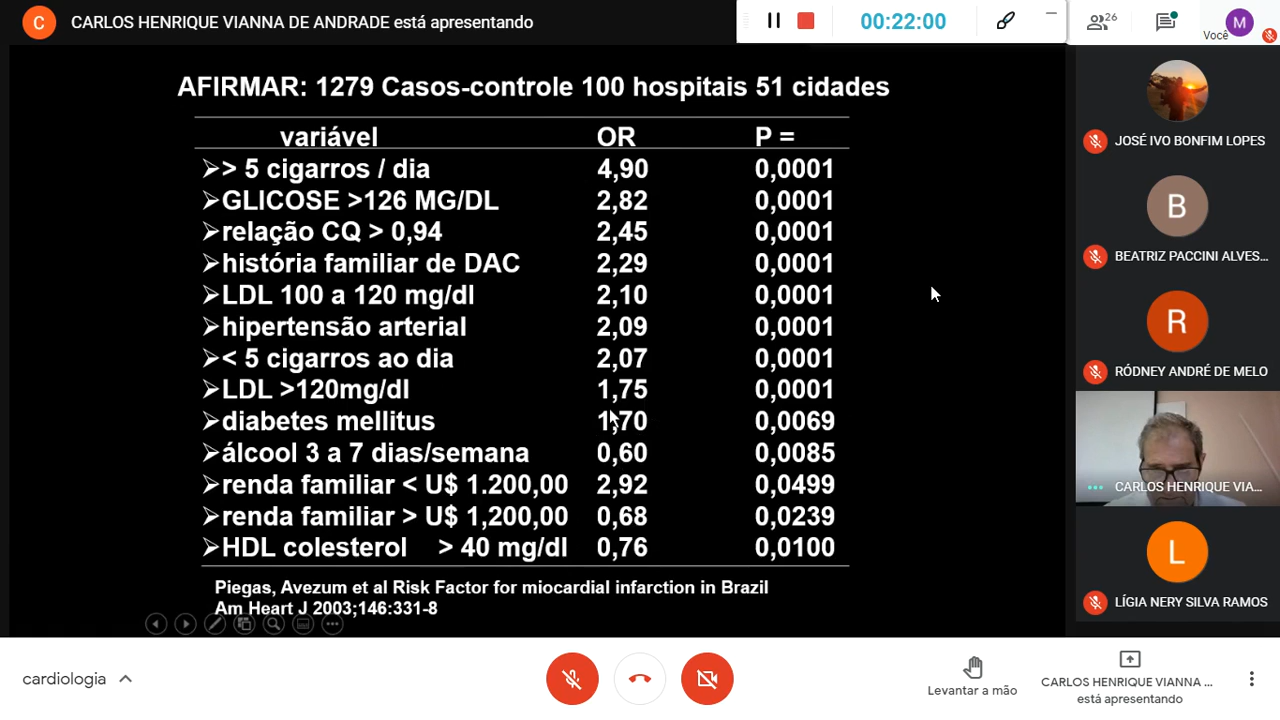 C CARLOS HENRIQUE VIANNA DE ANDRADE está apresentando
00:22:00
26
Você
M
AFIRMAR: 1279 Casos-controle 100 hospitais 51 cidades
variável OR P =
➢> 5 cigarros / dia 4,90 0,0001
➢GLICOSE >126 MG/DL 2,82 0,0001
➢relação CQ > 0,94 2,45 0,0001
➢história familiar de DAC 2,29 0,0001
➢LDL 100 a 120 mg/dl 2,10 0,0001
➢hipertensão arterial 2,09 0,0001
➢< 5 cigarros ao dia 2,07 0,0001
➢LDL >120mg/dl 1,75 0,0001
➢diabetes mellitus 1,70 0,0069
➢álcool 3 a 7 dias/semana 0,60 0,0085
➢renda familiar < U$ 1.200,00 2,92 0,0499
➢renda familiar > U$ 1,200,00 0,68 0,0239
➢HDL colesterol > 40 mg/dl 0,76 0,0100
Piegas, Avezum et al Risk Factor for miocardial infarction in Brazil
Am Heart J 2003;146:331-8
JOSÉ IVO BONFIM LOPES
B
BEATRIZ PACCINI ALVES...
R
RÓDNEY ANDRÉ DE MELO
CARLOS HENRIQUE VIA...
L
LÍGIA NERY SILVA RAMOS
cardiologia
Levantar a mão
CARLOS HENRIQUE VIANNA ...
está apresentando